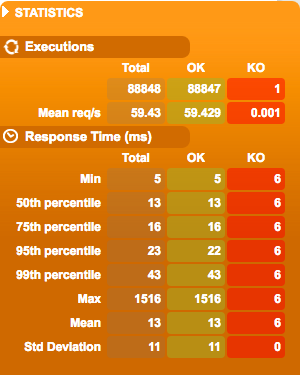 STATISTICS
Executions
Total OK KO
88848 88847 1
Mean req/s 59.43 59.429 0.001
Response Time (ms)
Total OK KO
Min 5 5 6
50th percentile 13 13 6
75th percentile 16 16 6
95th percentile 23 22 6
99th percentile 43 43 6
Max 1516 1516 6
Mean 13 13 6
Std Deviation 11 11 0